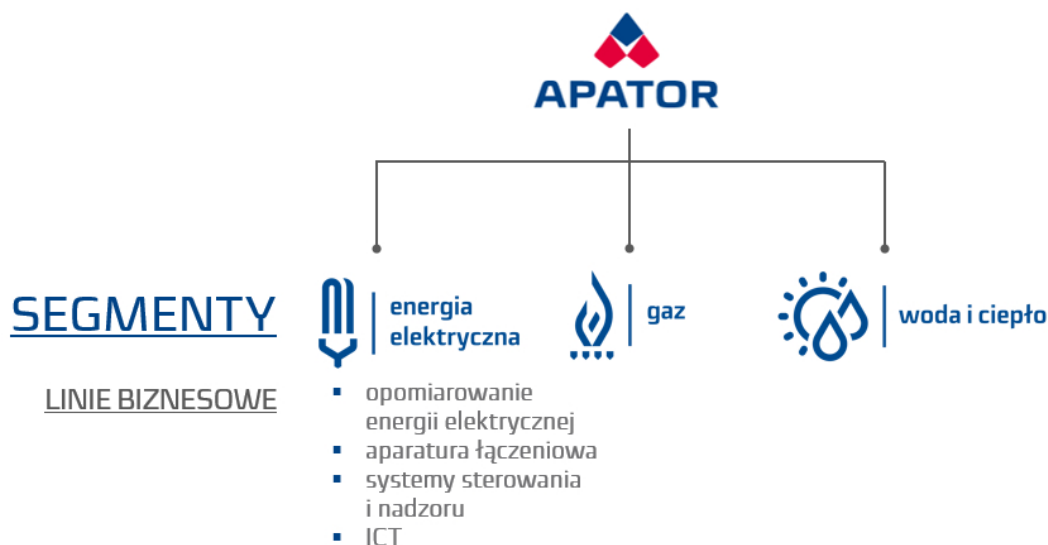 APATOR
SEGMENTY
energia
elektryczna
gaz
woda i ciepło
LINIE BIZNESOWE
▪ opomiarowanie
energii elektrycznej
▪ aparatura łączeniowa
▪ systemy sterowania
i nadzoru
▪ ICT